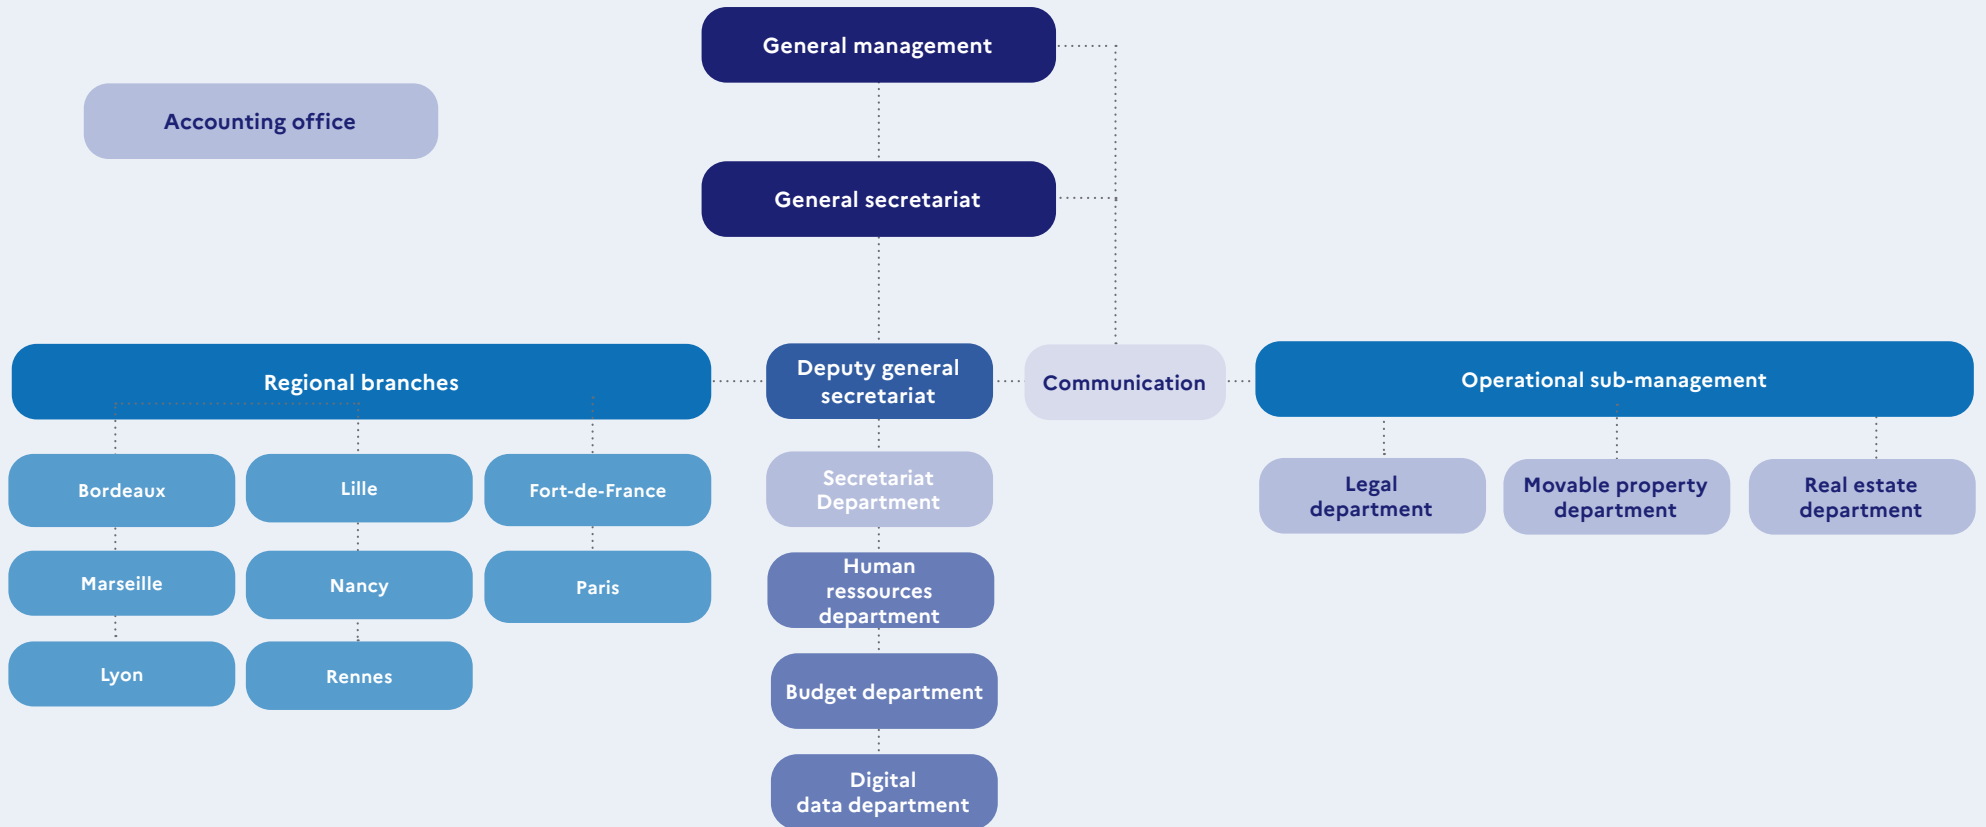 General management
Accounting office
General secretariat
Regional branches
Deputy general
secretariat
Communication
Operational sub-management
Bordeaux
Lille
Fort-de-France
Secretariat
Department
Legal
department
Movable property
department
Real estate
department
Marseille
Nancy
Paris
Human
ressources
department
Lyon
Rennes
Budget department
Digital
data department